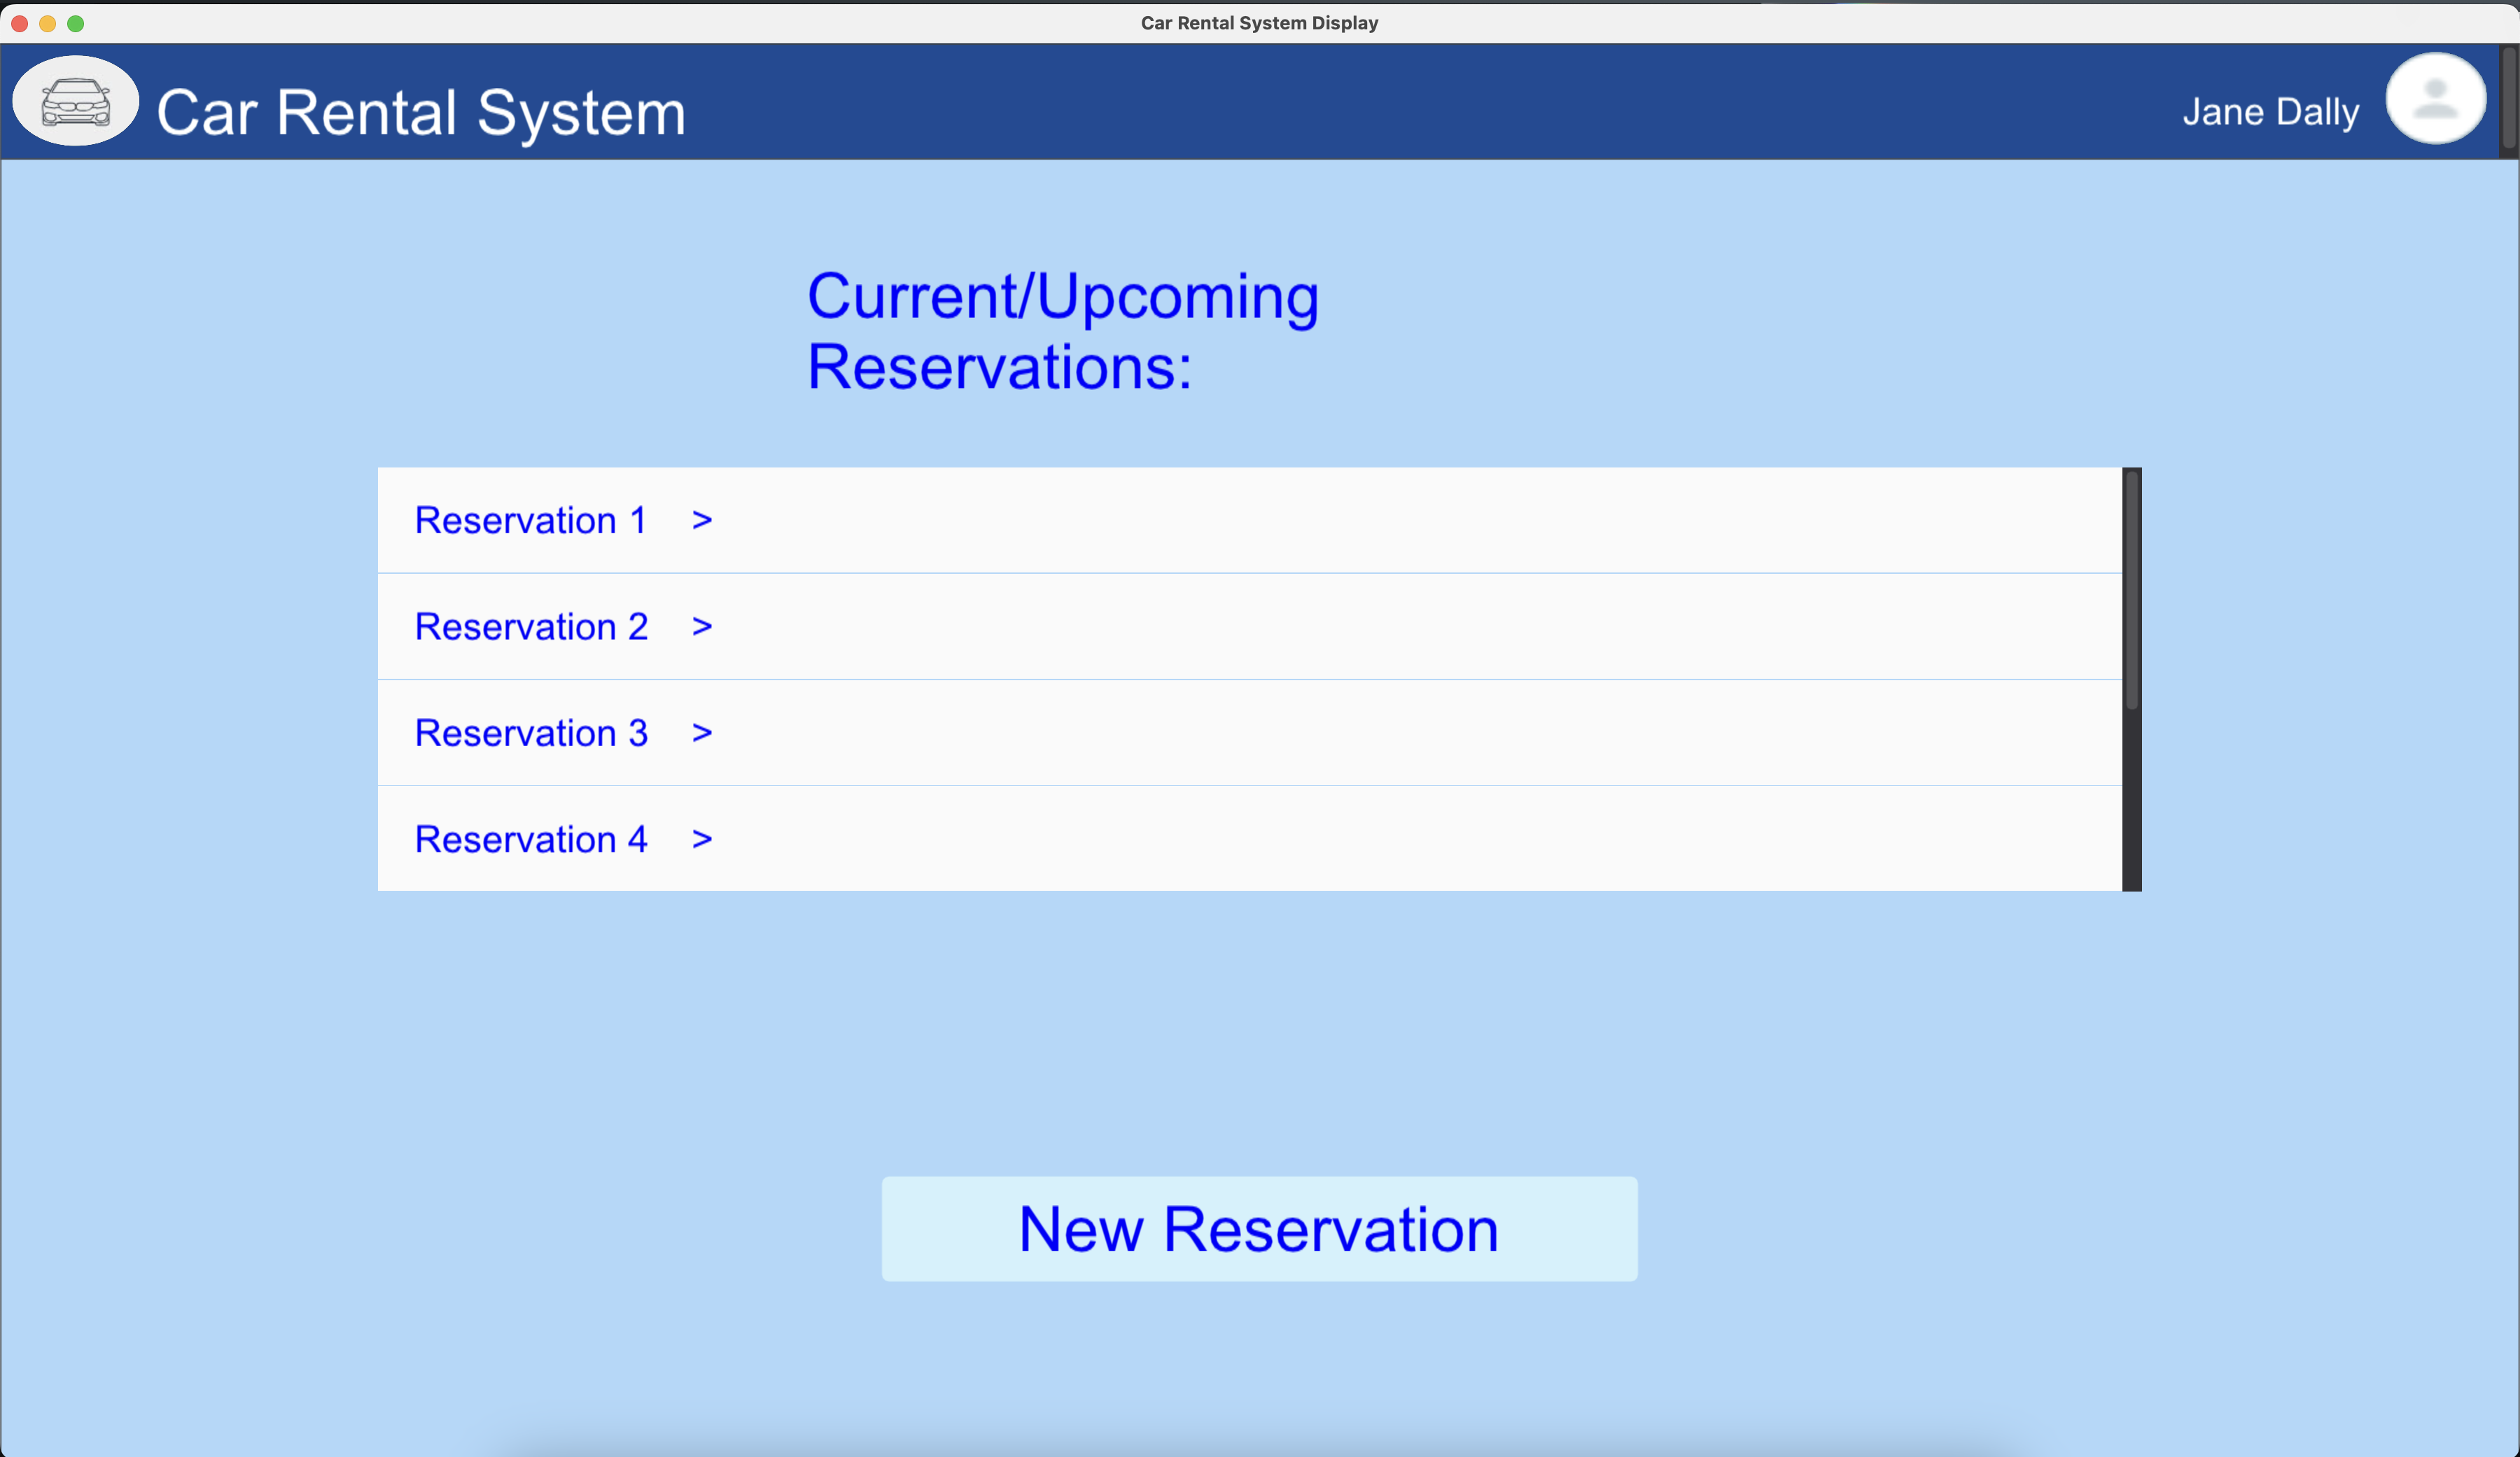 Car Rental System Display
Car Rental System
Jane Dally
Current/Upcoming
Reservations:
Reservation 1 >
Reservation 2 >
Reservation 3 >
Reservation 4 >
New Reservation